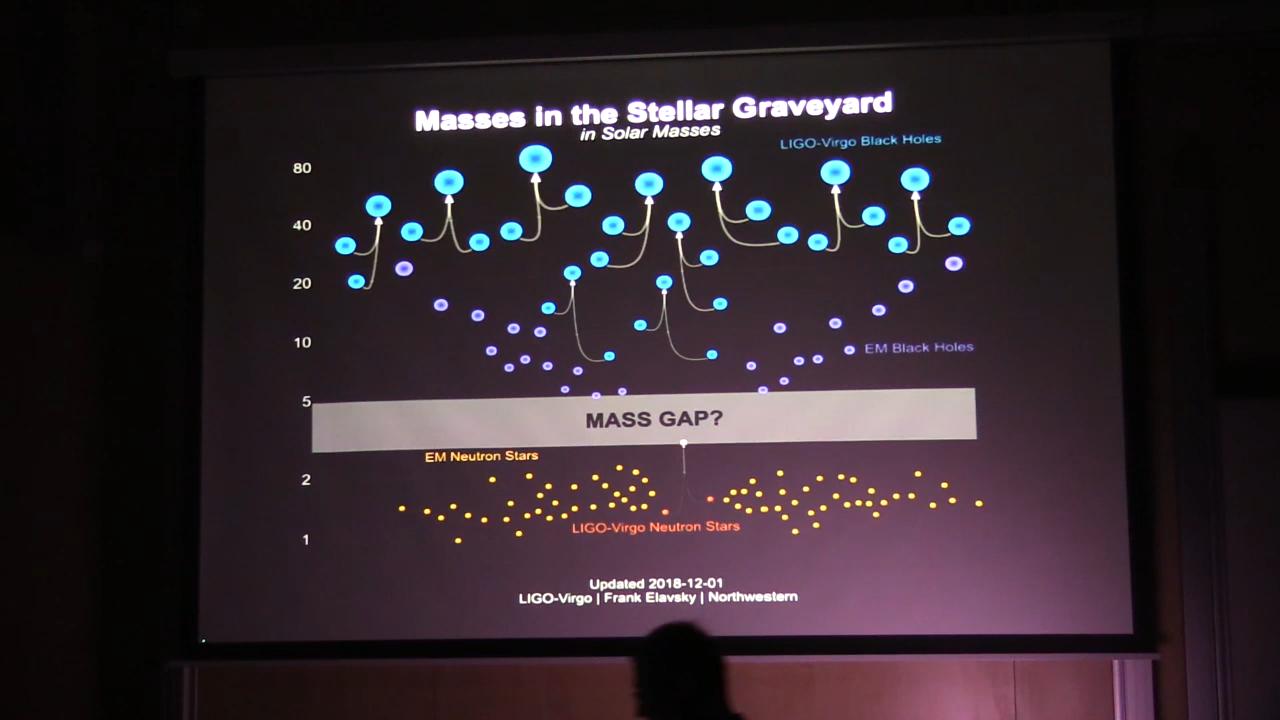 Masses in the Stellar Graveyard
in Solar Masses
LIGO-Virgo Black Holes
80
40
20
10
EM Black Holes
5
MASS GAP?
EM Neutron Stars
2
LIGO-Virgo Neutron Stars
1
Updated 2018-12-01
LIGO-Virgo | Frank Elavsky | Northwestern